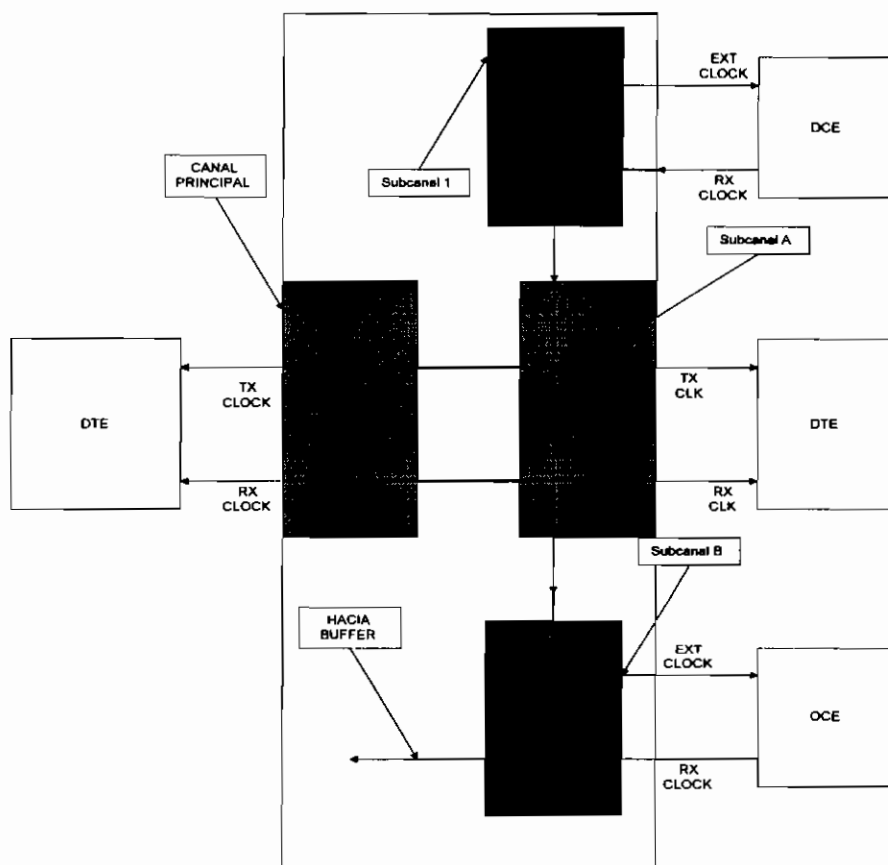 EXT
CLOCK
DCE
RX
CLOCK
Subcanal 1
CANAL
PRINCIPAL
Subcanal A
DTE
TX
CLOCK
RX
CLOCK
TX
CLK
DTE
RX
CLK
Subcanal B
HACIA
BUFFER
EXT
CLOCK
OCE
RX
CLOCK